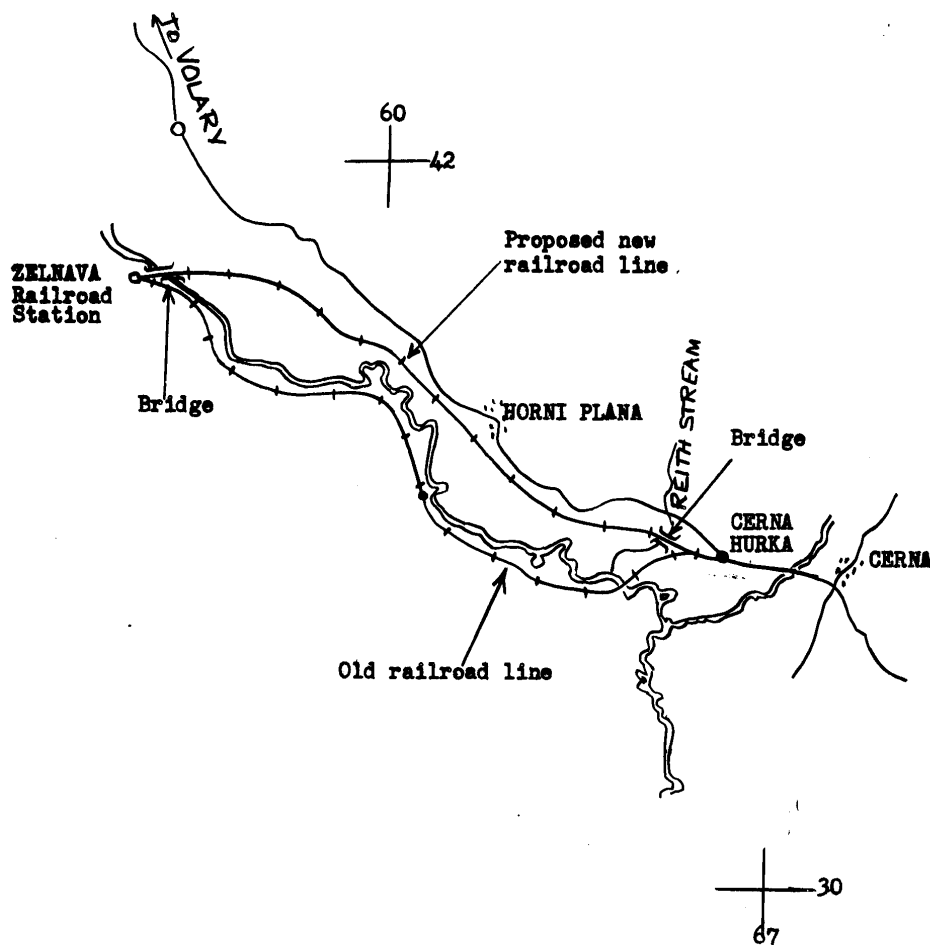 To VOLARY
60
42
Proposed new
railroad line
ZELNAVA
Railroad
Station
Bridge
HORNI PLANA
REITH STREAM
Bridge
CERNA
HURKA
CERNA
Old railroad line
30
67